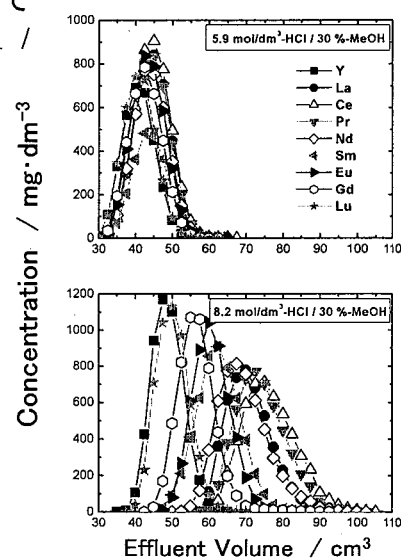 5.9 mol/dm³-HCl / 30 %-MeOH
1000
800
600
400
200
0
Y
La
Ce
Pr
Nd
Sm
Eu
Gd
Lu
30 40 50 60 70 80 90 100 110
Concentration / mg·dm⁻³
8.2 mol/dm³-HCl / 30 %-MeOH
1200
1000
800
600
400
200
0
30 40 50 60 70 80 90 100 110
Effluent Volume / cm³